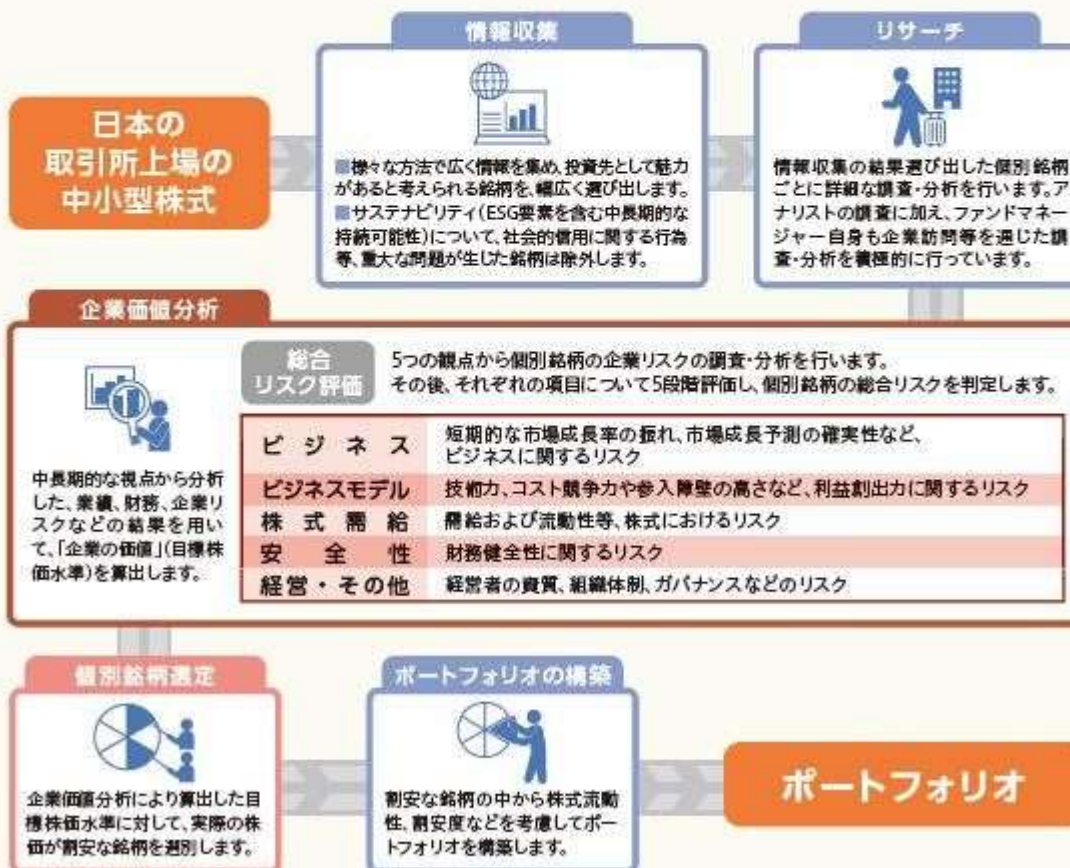 情報収集
リサーチ
日本の
取引所上場の
中小型株式
■様々な方法で広く情報を集め、投資先として魅力
があると考えられる銘柄を、幅広く選び出します。
■サステナビリティ(ESG要素を含む中長期的な
持続可能性)について、社会的信用に関する行為
等、重大な問題が生じた銘柄は除外します。
情報収集の結果選び出した個別銘柄
ごとに詳細な調査・分析を行います。ア
ナリストの調査に加え、ファンドマネー
ジャー自身も企業訪問等を通じた調
査・分析を積極的に行っています。
企業価値分析
中長期的な視点から分析
した、業績、財務、企業リ
スクなどの結果を用い
て、「企業の価値」(目標株
価水準)を算出します。
総合
リスク評価
5つの観点から個別銘柄の企業リスクの調査・分析を行います。
その後、それぞれの項目について5段階評価し、個別銘柄の総合リスクを判定します。
ビジネス
短期的な市場成長率の振れ、市場成長予測の確実性など、
ビジネスに関するリスク
ビジネスモデル
技術力、コスト競争力や参入障壁の高さなど、利益創出力に関するリスク
株式需給
需給および流動性等、株式におけるリスク
安全性
財務健全性に関するリスク
経営・その他
経営者の資質、組織体制、ガバナンスなどのリスク
個別銘柄選定
企業価値分析により算出した目
標株価水準に対して、実際の株
価が割安な銘柄を選別します。
ポートフォリオの構築
割安な銘柄の中から株式流動
性、割安度などを考慮してポー
トフォリオを構築します。
ポートフォリオ